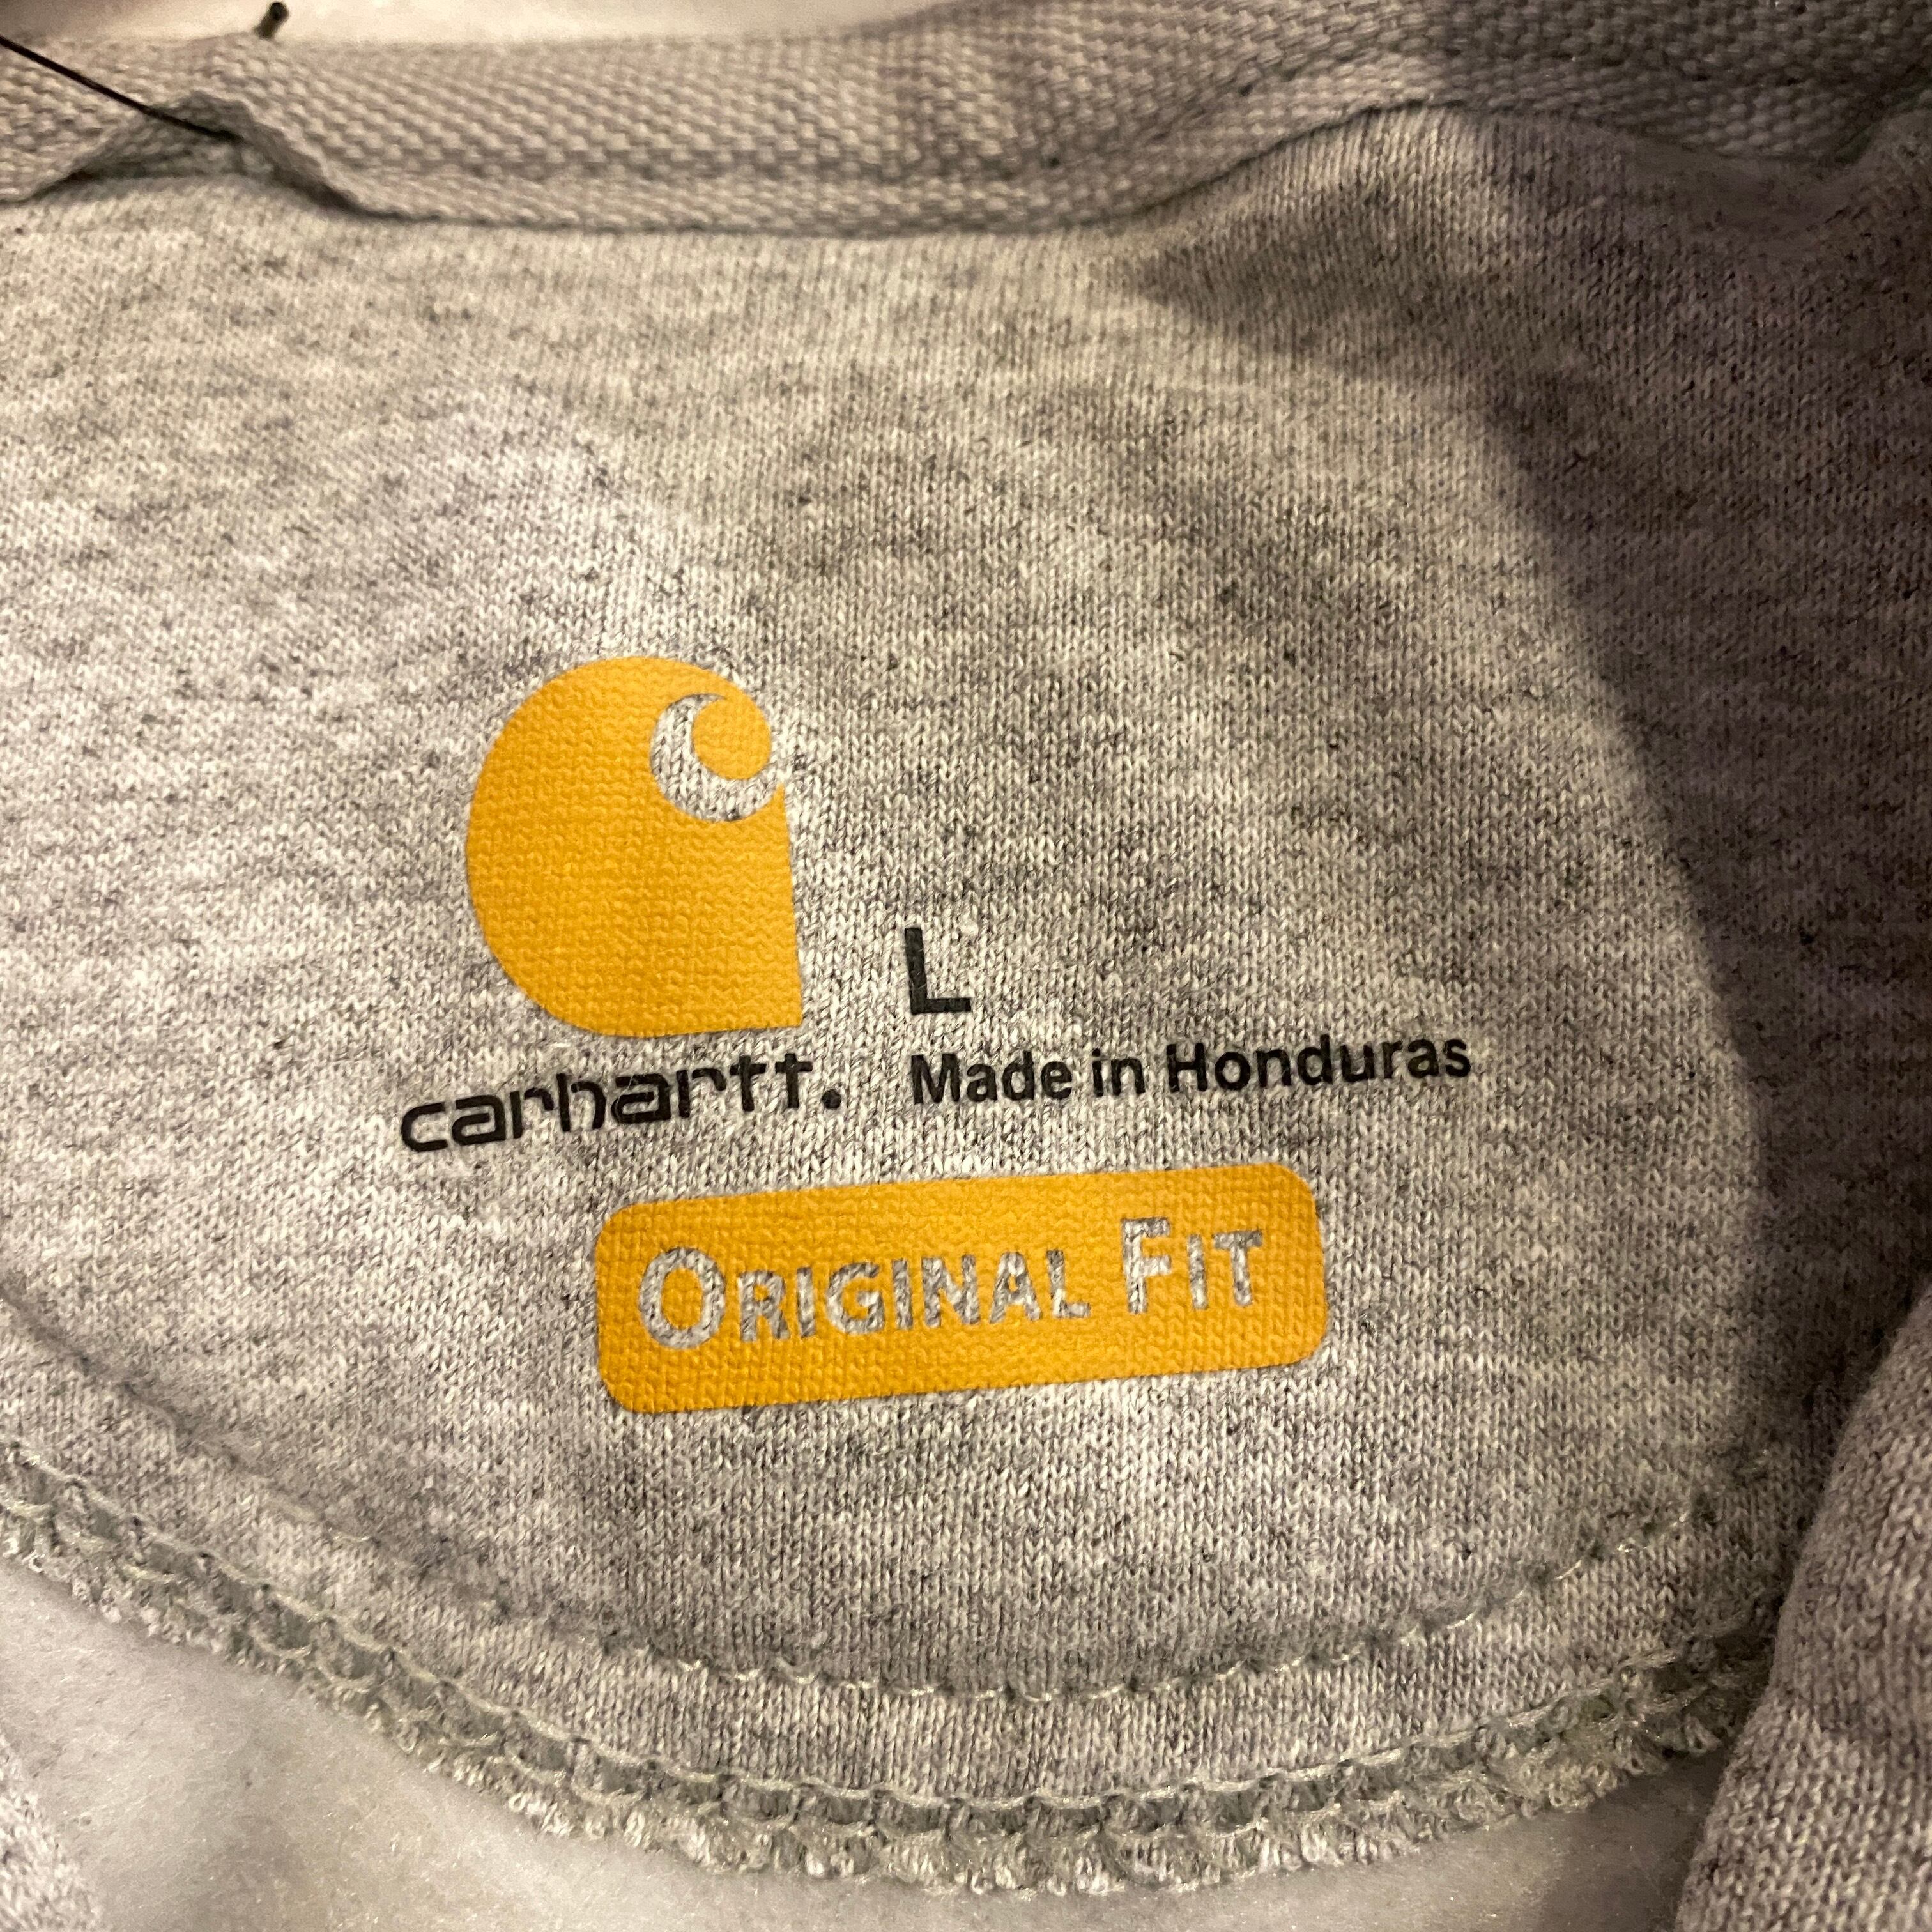 L
carhartt. Made in Honduras
ORIGINAL FIT